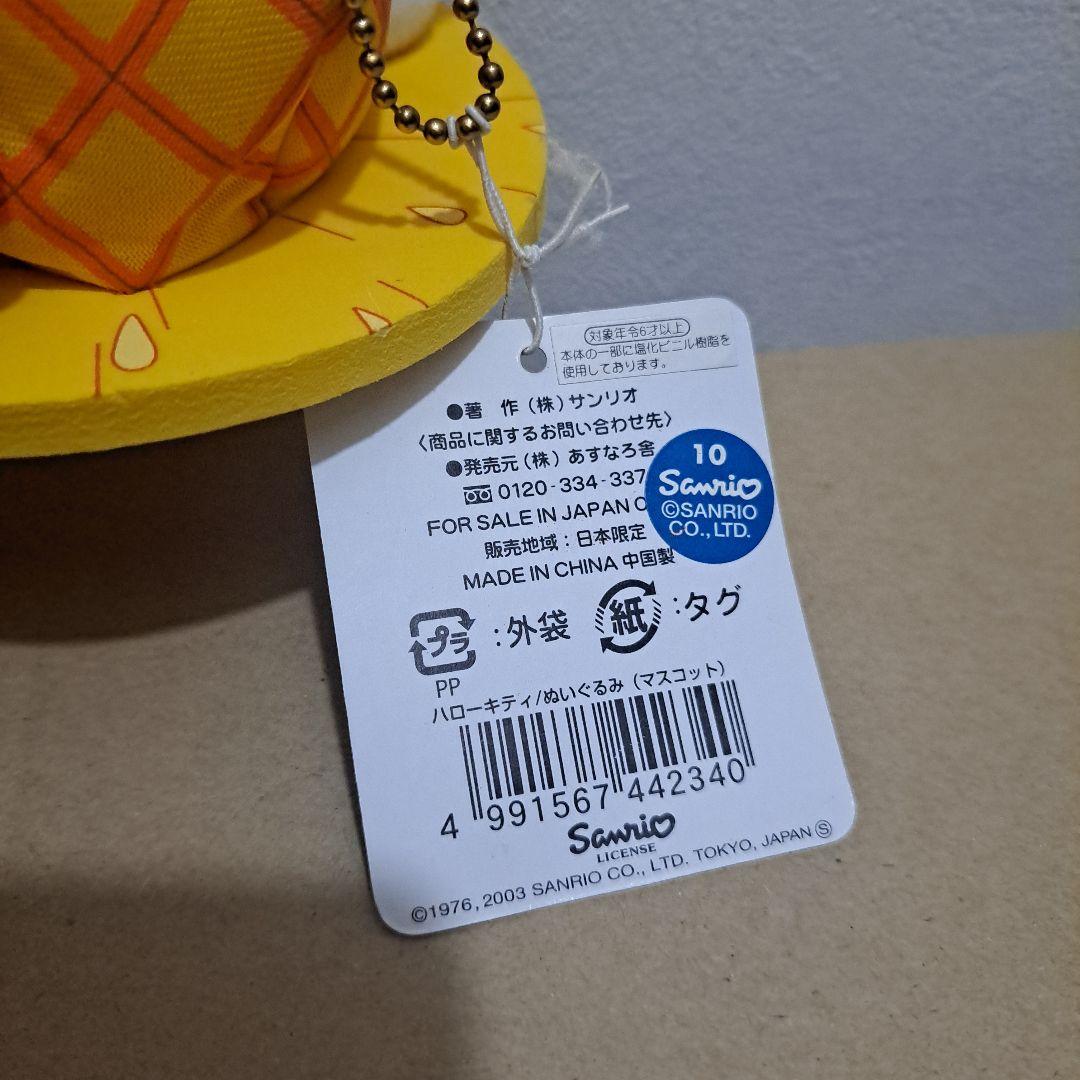 対象年令6才以上
本体の一部に塩化ビニル樹脂を
使用しております。
●著 作(株)サンリオ
〈商品に関するお問い合わせ先〉
●発売元(株)あすなろ舎
0120-334-337
FOR SALE IN JAPAN O
販売地域:日本限定
MADE IN CHINA 中国製
10
Sanrio
©SANRIO
CO.,LTD.
プラ :外袋 紙 :タグ
PP
ハローキティ/ぬいぐるみ(マスコット)
4 991567 442340
Sanrio
LICENSE
©1976,2003 SANRIO CO., LTD. TOKYO, JAPAN Ⓢ